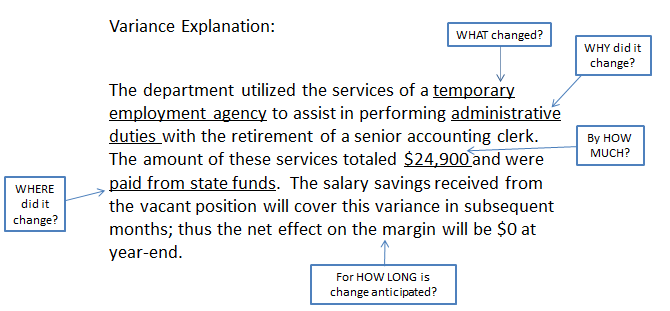 Variance Explanation:
WHAT changed?
WHY did it
change?
The department utilized the services of a temporary
employment agency to assist in performing administrative
duties with the retirement of a senior accounting clerk.
By HOW
MUCH?
The amount of these services totaled $24,900 and were
WHERE
did it
change?
paid from state funds.  The salary savings received from
the vacant position will cover this variance in subsequent
months; thus the net effect on the margin will be $0 at
year-end.
For HOW LONG is
change anticipated?